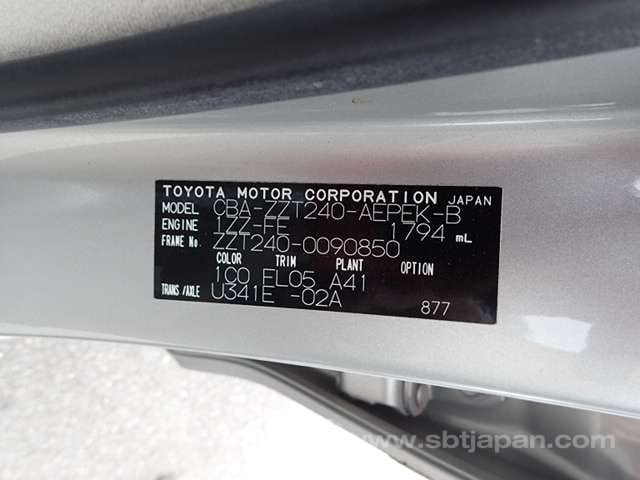 TOYOTA MOTOR CORPORATION JAPAN
MODEL CBA-ZZT240-AEPEK-B
ENGINE 1ZZ-FE 1794 mL
FRAME No. ZZT240-0090850
COLOR TRIM PLANT OPTION
1C0 FL05 A41
TRANS/AXLE U341E -02A 877
www.sbtjapan.com